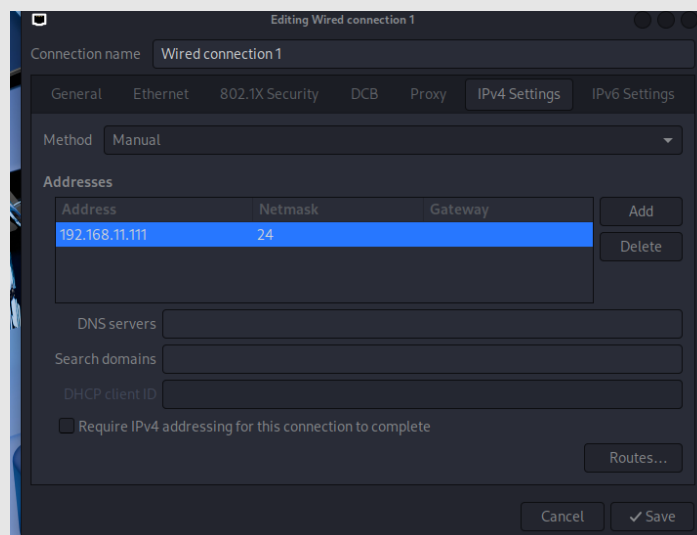 Editing Wired connection 1
Connection name Wired connection 1
General Ethernet 802.1X Security DCB Proxy IPv4 Settings IPv6 Settings
Method Manual
Addresses
Address Netmask Gateway
192.168.11.111 24
Add
Delete
DNS servers
Search domains
DHCP client ID
Require IPv4 addressing for this connection to complete
Routes...
Cancel Save